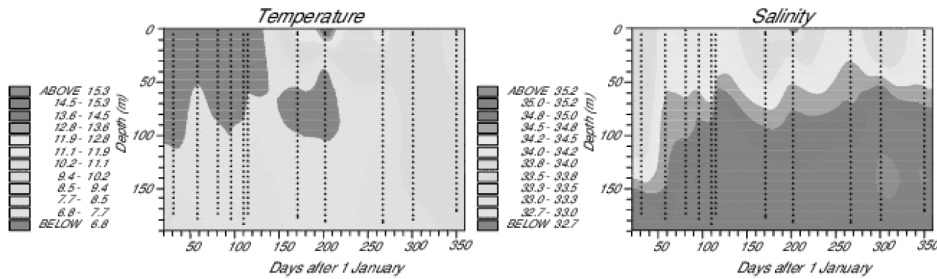 Temperature
0
50
100
150
Depth (m)
50 100 150 200 250 300 350
Days after 1 January
ABOVE 15.3
14.5 - 15.3
13.6 - 14.5
12.8 - 13.6
11.9 - 12.8
11.1 - 11.9
10.2 - 11.1
9.4 - 10.2
8.5 - 9.4
7.7 - 8.5
6.8 - 7.7
BELOW 6.8
Salinity
0
50
100
150
Depth (m)
50 100 150 200 250 300 350
Days after 1 January
ABOVE 35.2
35.0 - 35.2
34.8 - 35.0
34.5 - 34.8
34.2 - 34.5
34.0 - 34.2
33.8 - 34.0
33.5 - 33.8
33.3 - 33.5
33.0 - 33.3
32.7 - 33.0
BELOW 32.7